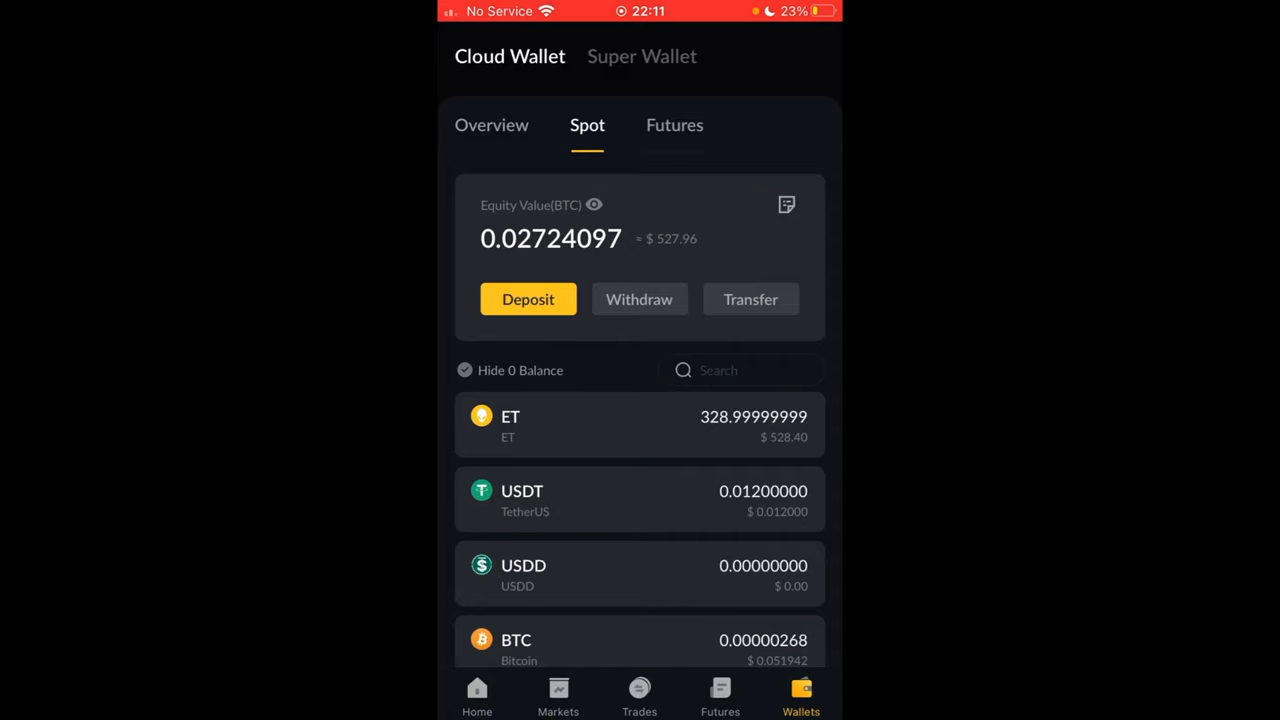 No Service 22:11 23%
Cloud Wallet Super Wallet
Overview Spot Futures
Equity Value(BTC)
0.02724097 ≈ $ 527.96
Deposit Withdraw Transfer
Hide 0 Balance Search
ET 328.99999999
ET $ 528.40
USDT 0.01200000
TetherUS $ 0.012000
USDD 0.00000000
USDD $ 0.00
BTC 0.00000268
Bitcoin $ 0.051942
Home Markets Trades Futures Wallets